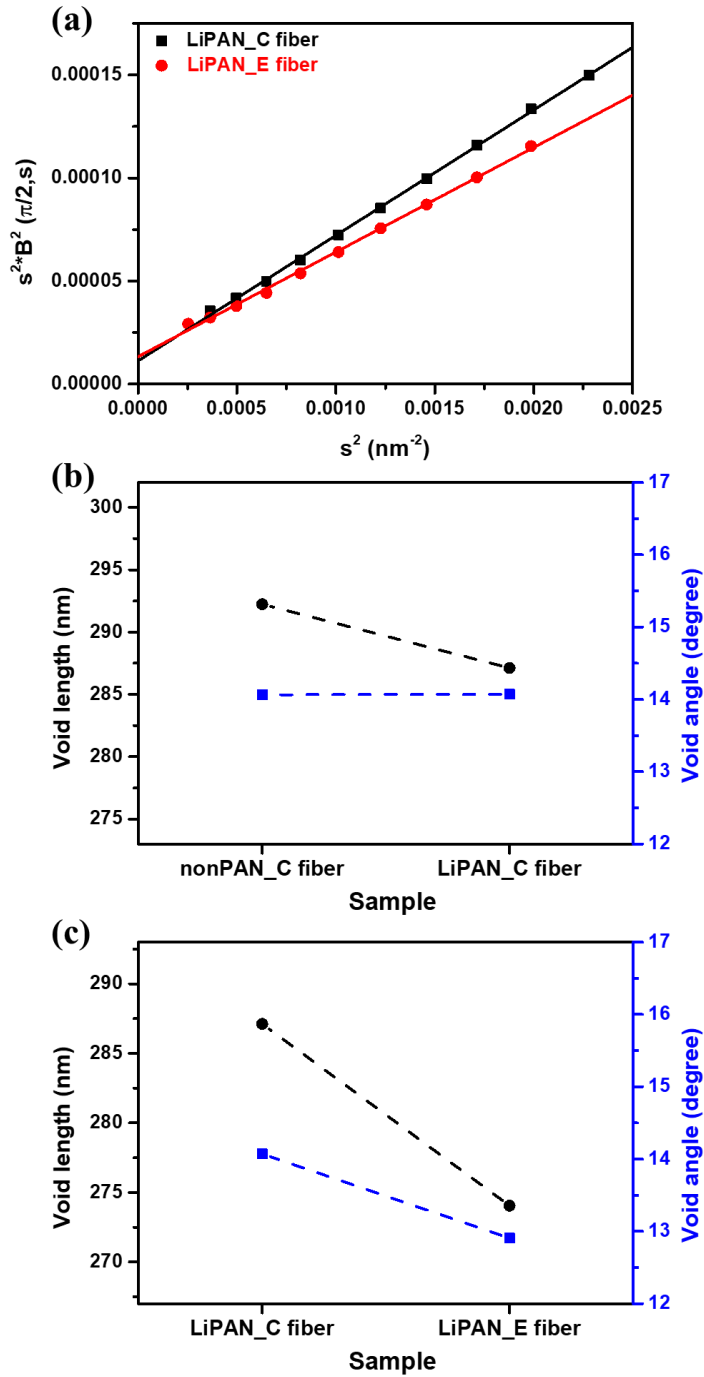 (a)
LiPAN_C fiber
LiPAN_E fiber
0.00015
0.00010
0.00005
0.00000
s²*B² (π/2,s)
0.0000 0.0005 0.0010 0.0015 0.0020 0.0025
s² (nm⁻²)
(b)
300
295
290
285
280
275
Void length (nm)
17
16
15
14
13
12
Void angle (degree)
nonPAN_C fiber LiPAN_C fiber
Sample
(c)
290
285
280
275
270
Void length (nm)
17
16
15
14
13
12
Void angle (degree)
LiPAN_C fiber LiPAN_E fiber
Sample